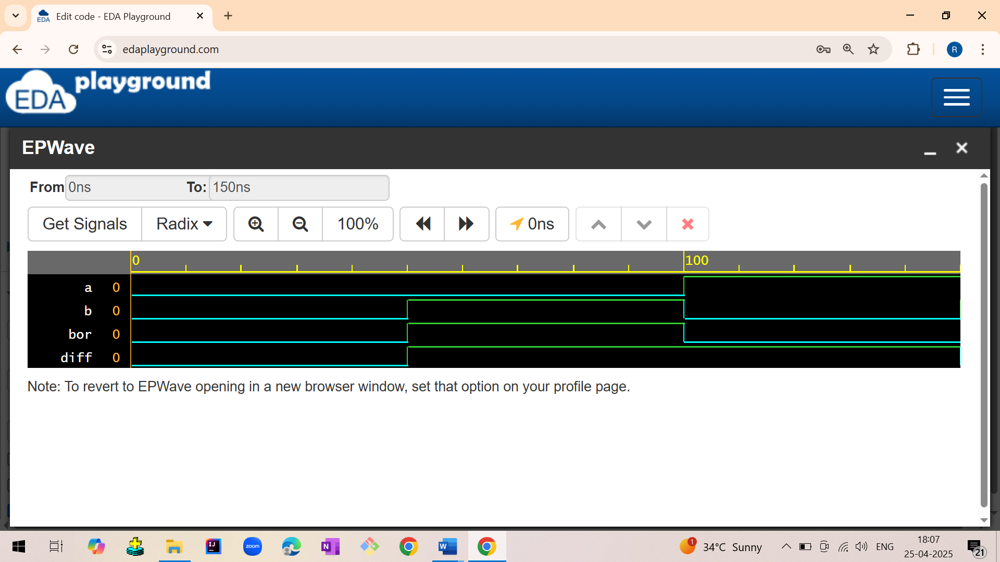 Edit code - EDA Playground
edaplayground.com
R
EDA playground
EPWave
From 0ns To: 150ns
Get Signals Radix 100% 0ns
0 100
a 0
b 0
bor 0
diff 0
Note: To revert to EPWave opening in a new browser window, set that option on your profile page.
zoom 1 34°C Sunny ENG 18:07
25-04-2025 21